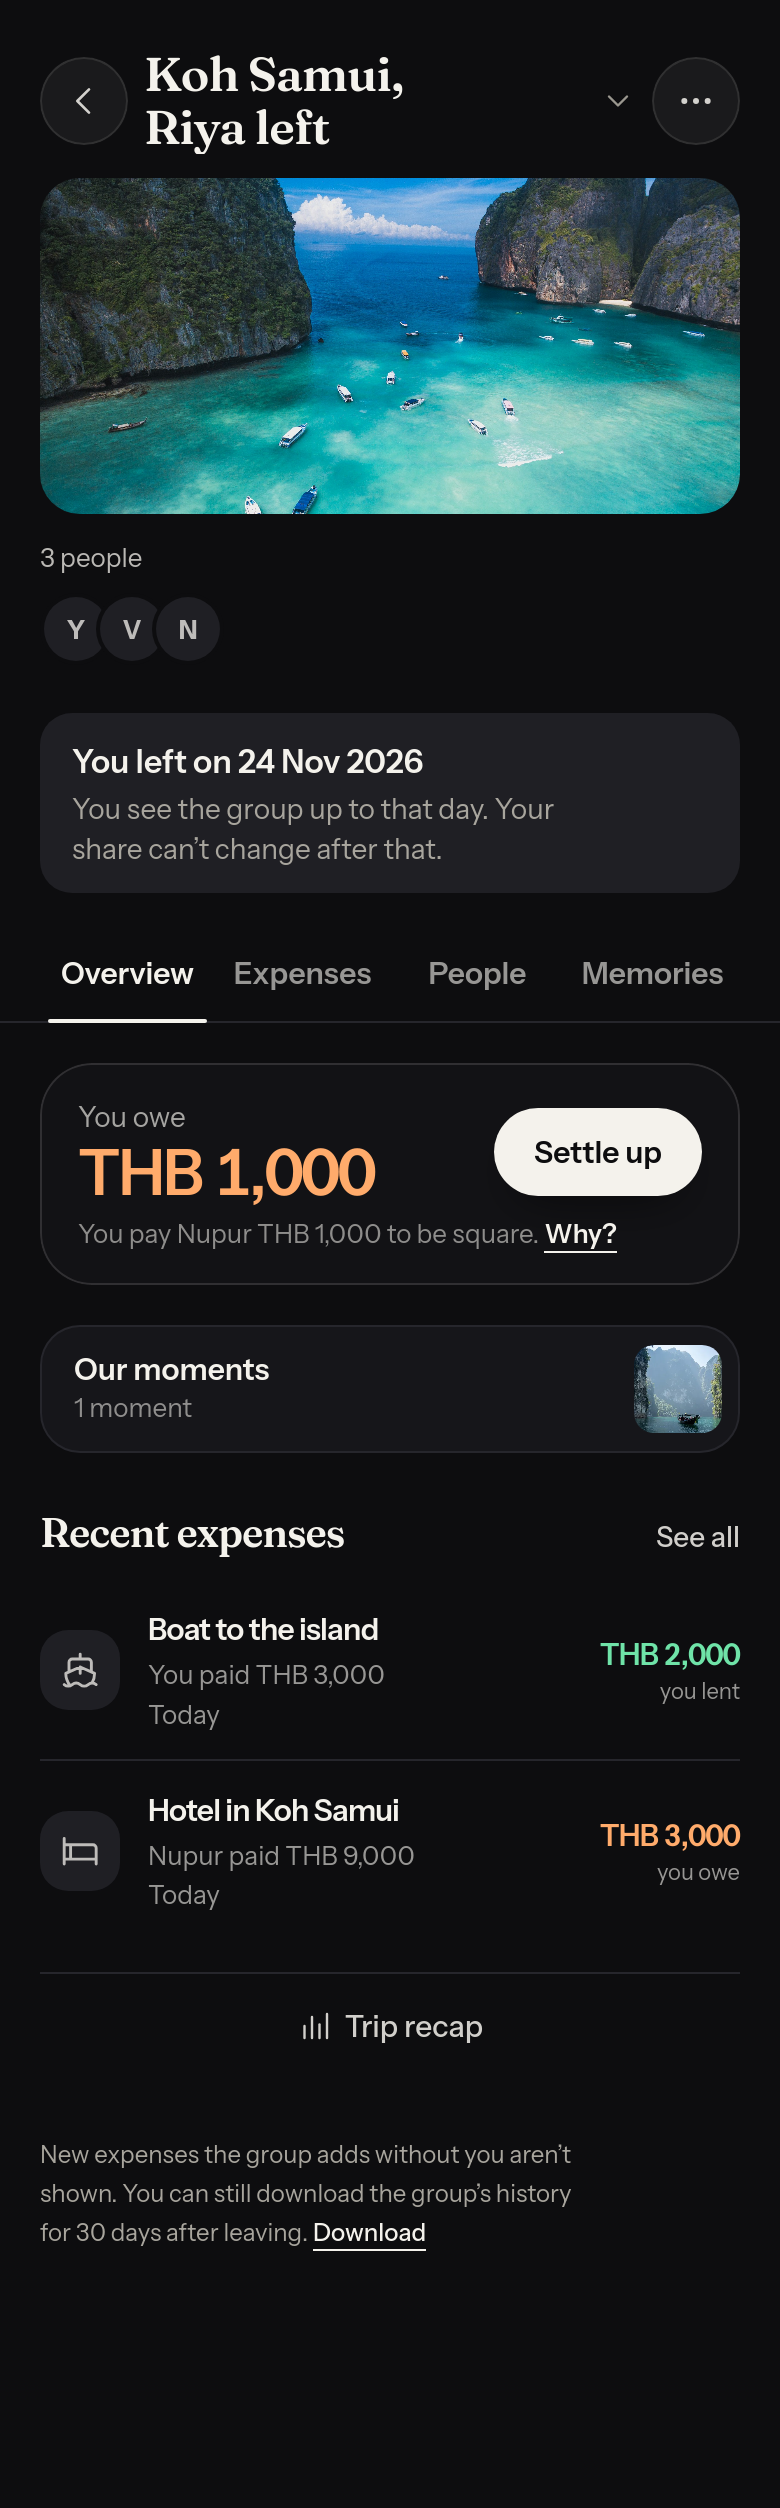 Koh Samui,
Riya left
3 people
Y V N
You left on 24 Nov 2026
You see the group up to that day. Your
share can’t change after that.
Overview Expenses People Memories
You owe
THB 1,000
Settle up
You pay Nupur THB 1,000 to be square. Why?
Our moments
1 moment
Recent expenses
See all
Boat to the island
You paid THB 3,000
Today
THB 2,000
you lent
Hotel in Koh Samui
Nupur paid THB 9,000
Today
THB 3,000
you owe
Trip recap
New expenses the group adds without you aren’t
shown. You can still download the group’s history
for 30 days after leaving. Download